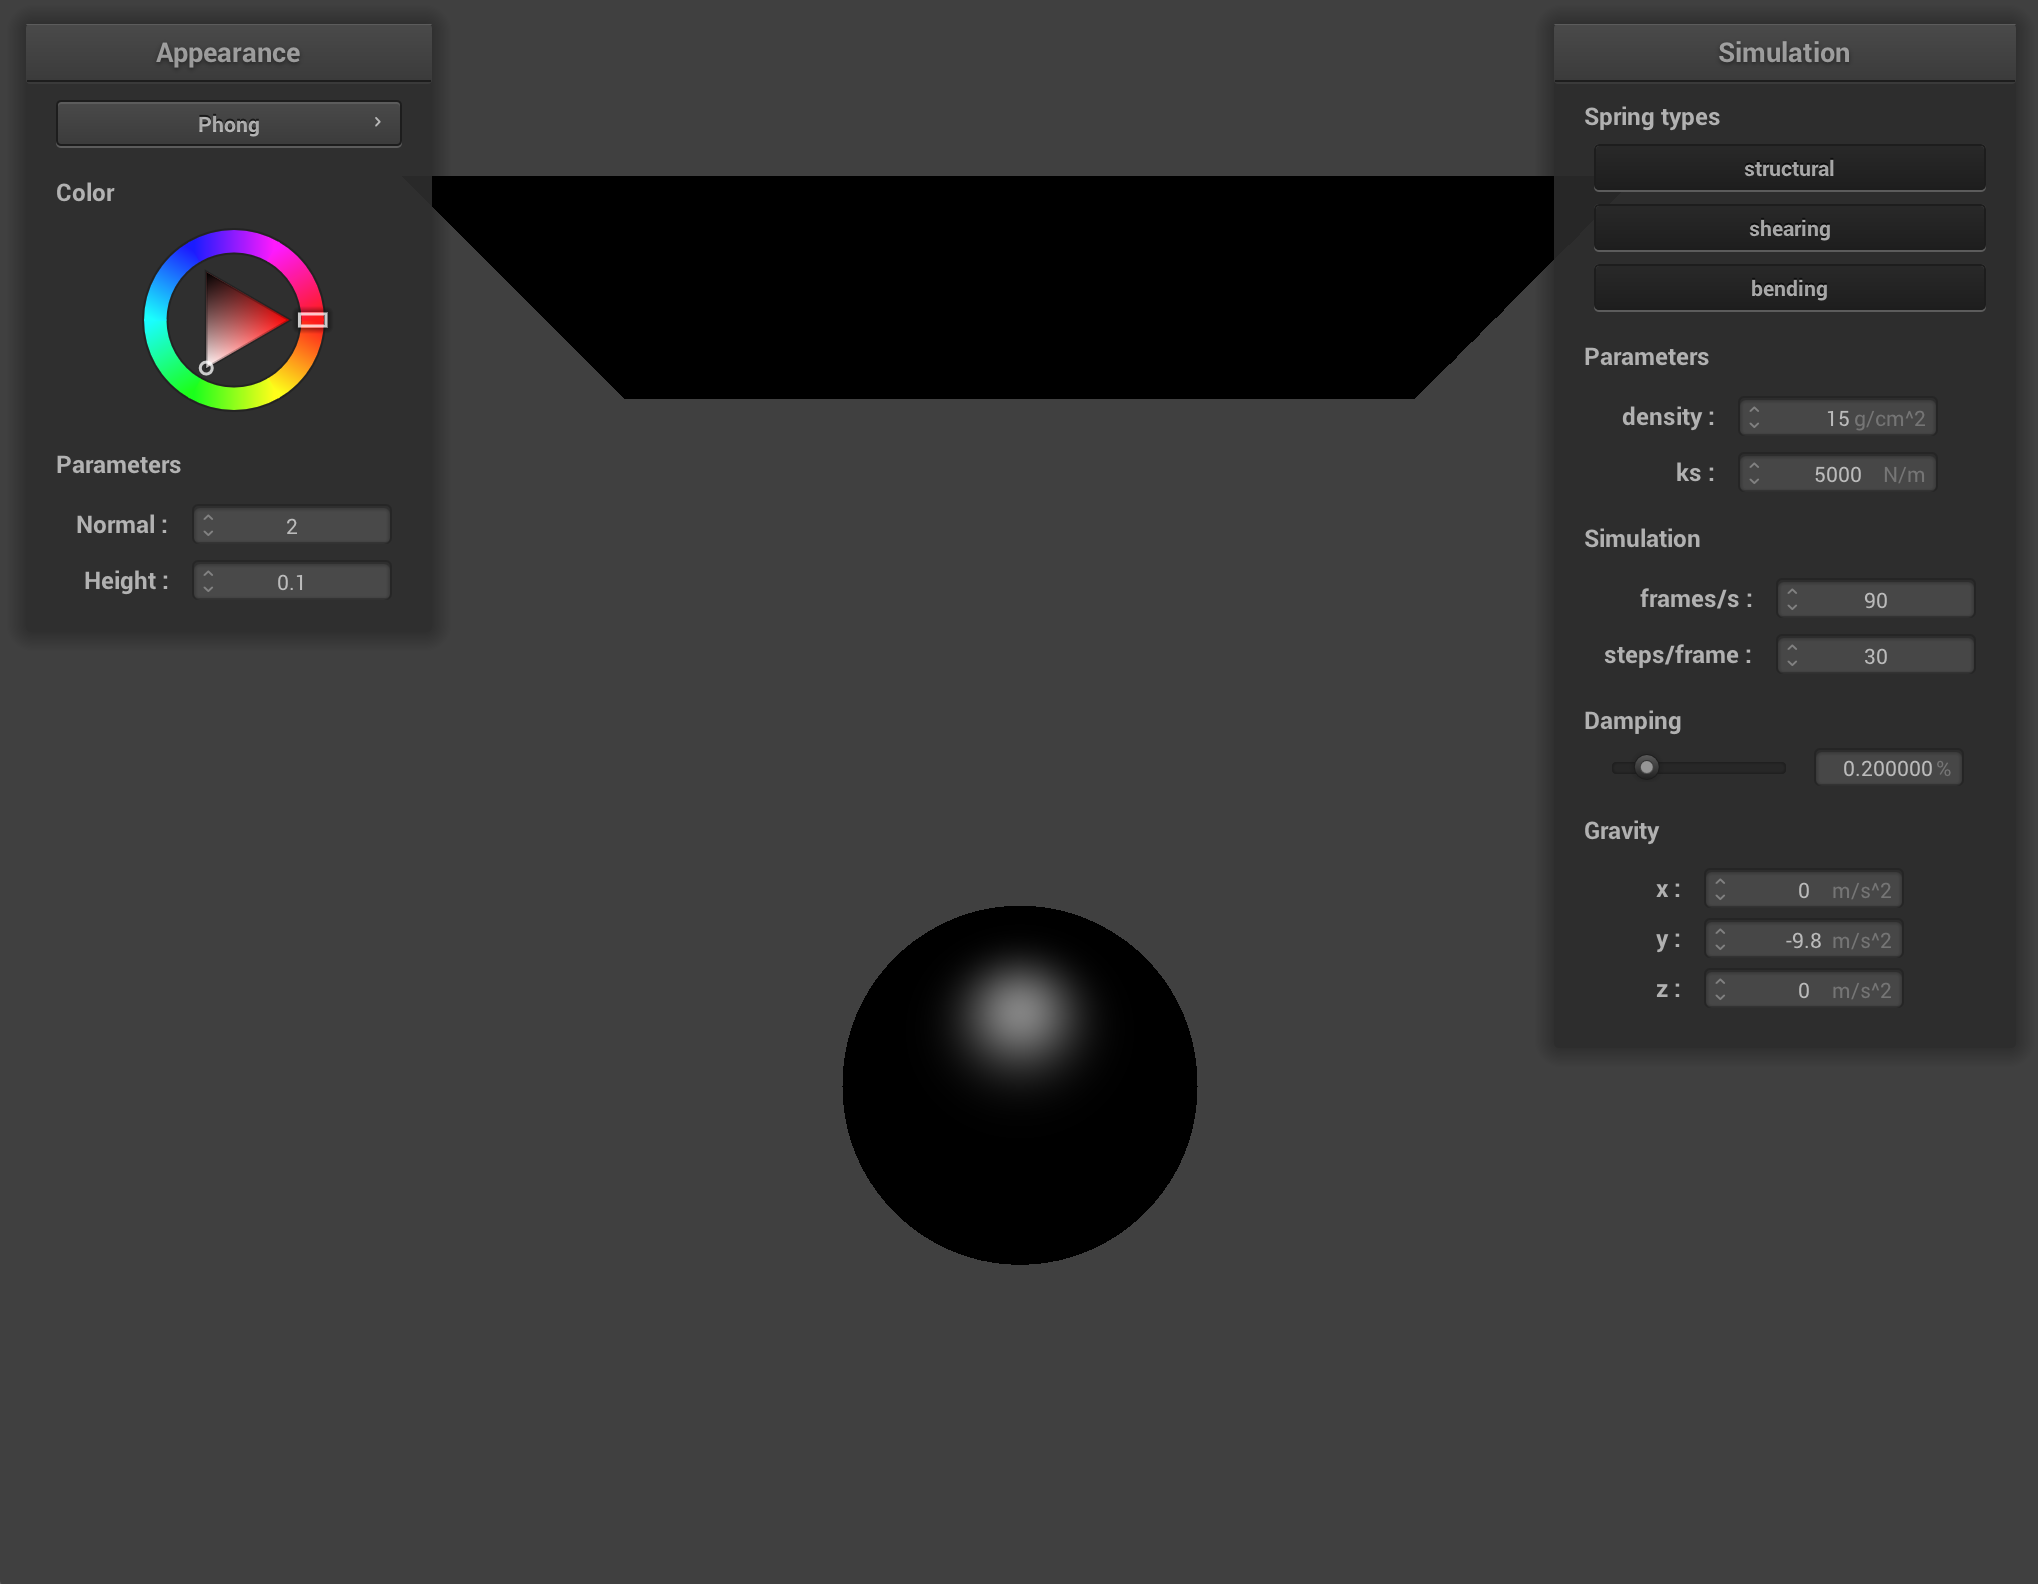 Appearance
Phong
Color
Parameters
Normal : 2
Height : 0.1
Simulation
Spring types
structural
shearing
bending
Parameters
density : 15 g/cm^2
ks : 5000 N/m
Simulation
frames/s : 90
steps/frame : 30
Damping
0.200000 %
Gravity
x : 0 m/s^2
y : -9.8 m/s^2
z : 0 m/s^2